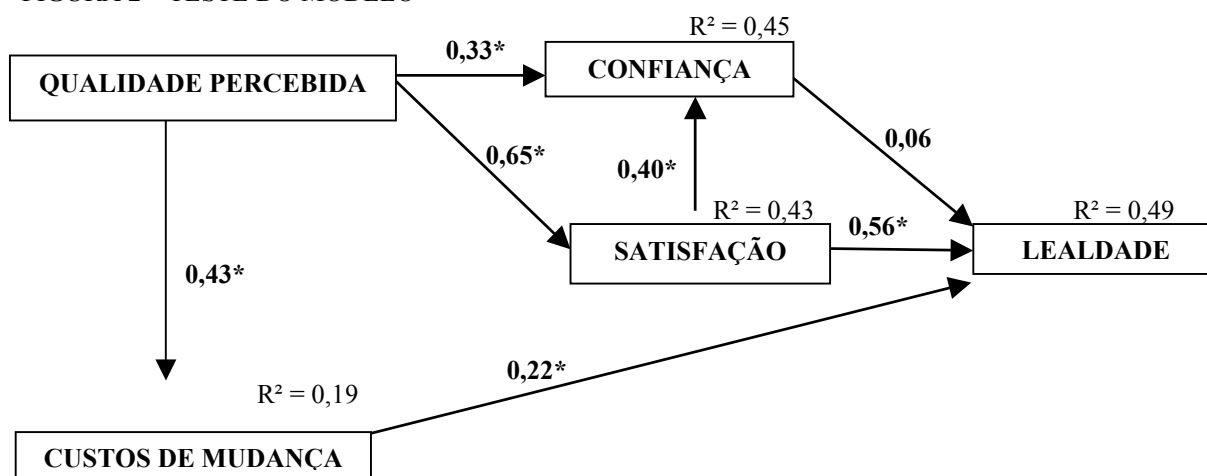 FIGURA 2 – TESTE DO MODELO
R² = 0,45
0,33*
CONFIANÇA
QUALIDADE PERCEBIDA
0,06
0,65*
0,40*
R² = 0,43
R² = 0,49
0,56*
SATISFAÇÃO
LEALDADE
0,43*
0,22*
R² = 0,19
CUSTOS DE MUDANÇA